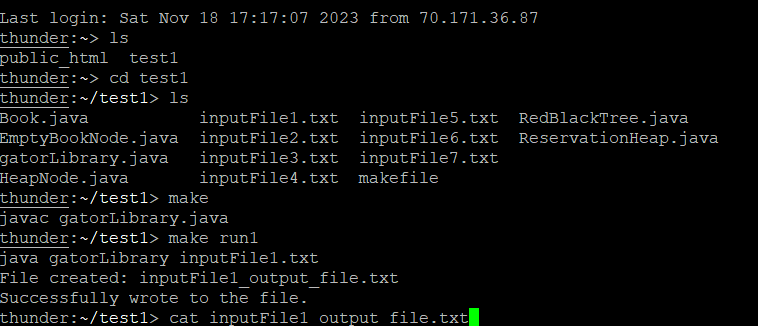 Last login: Sat Nov 18 17:17:07 2023 from 70.171.36.87
thunder:~> ls
public_html  test1
thunder:~> cd test1
thunder:~/test1> ls
Book.java           inputFile1.txt  inputFile5.txt  RedBlackTree.java
EmptyBookNode.java  inputFile2.txt  inputFile6.txt  ReservationHeap.java
gatorLibrary.java   inputFile3.txt  inputFile7.txt
HeapNode.java       inputFile4.txt  makefile
thunder:~/test1> make
javac gatorLibrary.java
thunder:~/test1> make run1
java gatorLibrary inputFile1.txt
File created: inputFile1_output_file.txt
Successfully wrote to the file.
thunder:~/test1> cat inputFile1_output_file.txt